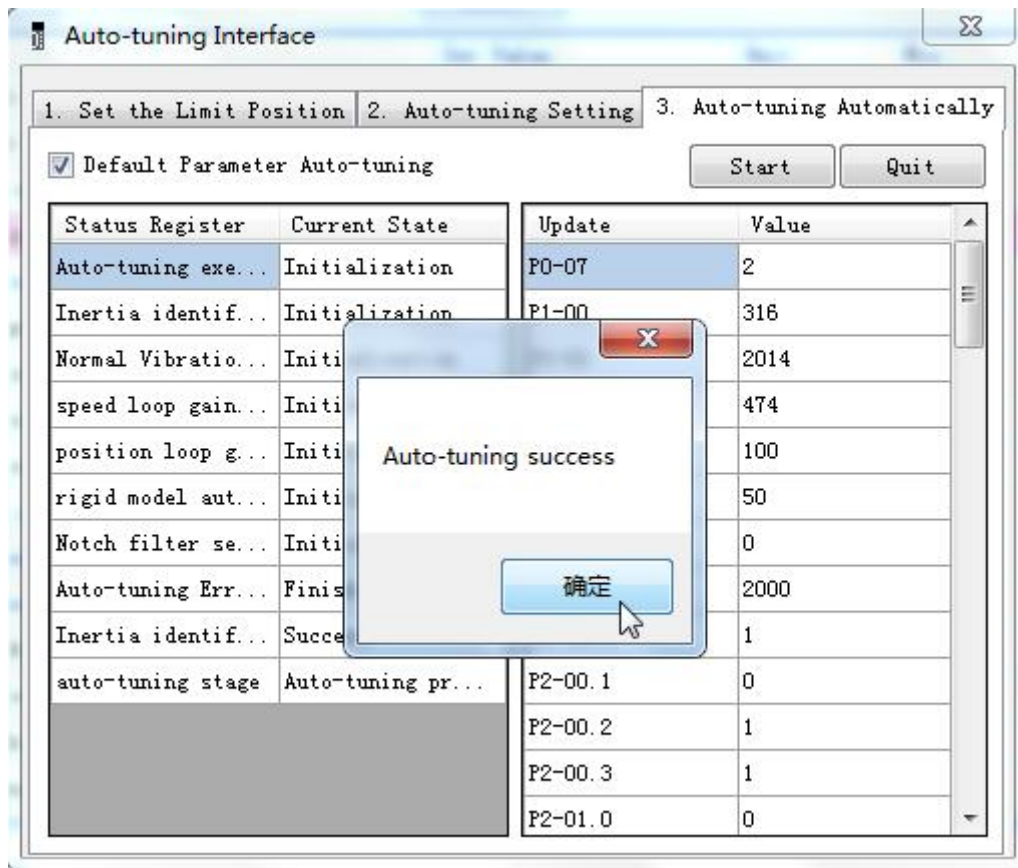 Auto-tuning Interface
1. Set the Limit Position 2. Auto-tuning Setting 3. Auto-tuning Automatically
Default Parameter Auto-tuning Start Quit
Status Register Current State Update Value
Auto-tuning exe... Initialization P0-07 2
Inertia identif... Initialization P1-00 316
Normal Vibratio... Initi 2014
speed loop gain... Initi 474
position loop g... Initi 100
rigid model aut... Initi 50
Notch filter se... Initi 0
Auto-tuning Err... Finis 2000
Inertia identif... Succe 1
auto-tuning stage Auto-tuning pr... P2-00.1 0
P2-00.2 1
P2-00.3 1
P2-01.0 0
Auto-tuning success
确定